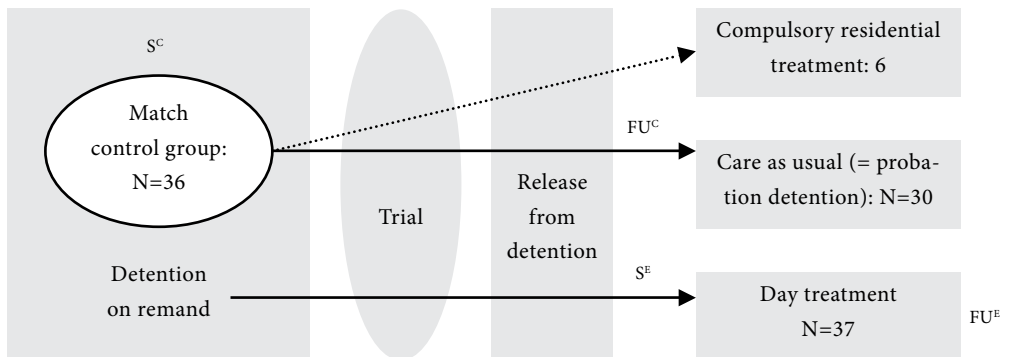 S^C
Match
control group:
N=36
Detention
on remand
Trial
Release
from
detention
FU^C
S^E
Compulsory residential
treatment: 6
Care as usual (= proba-
tion detention): N=30
Day treatment
N=37
FU^E